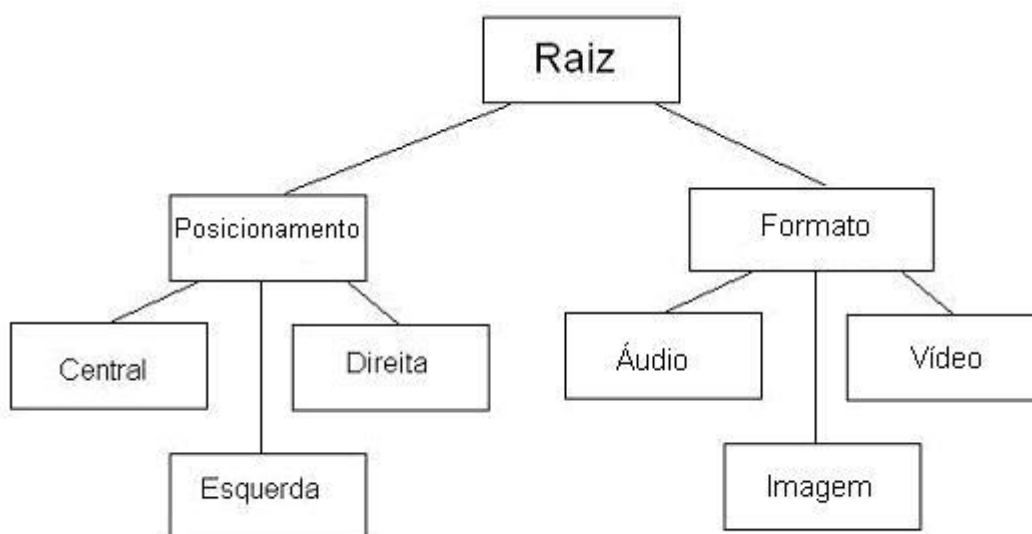 Raiz
Posicionamento
Formato
Central
Direita
Áudio
Vídeo
Esquerda
Imagem